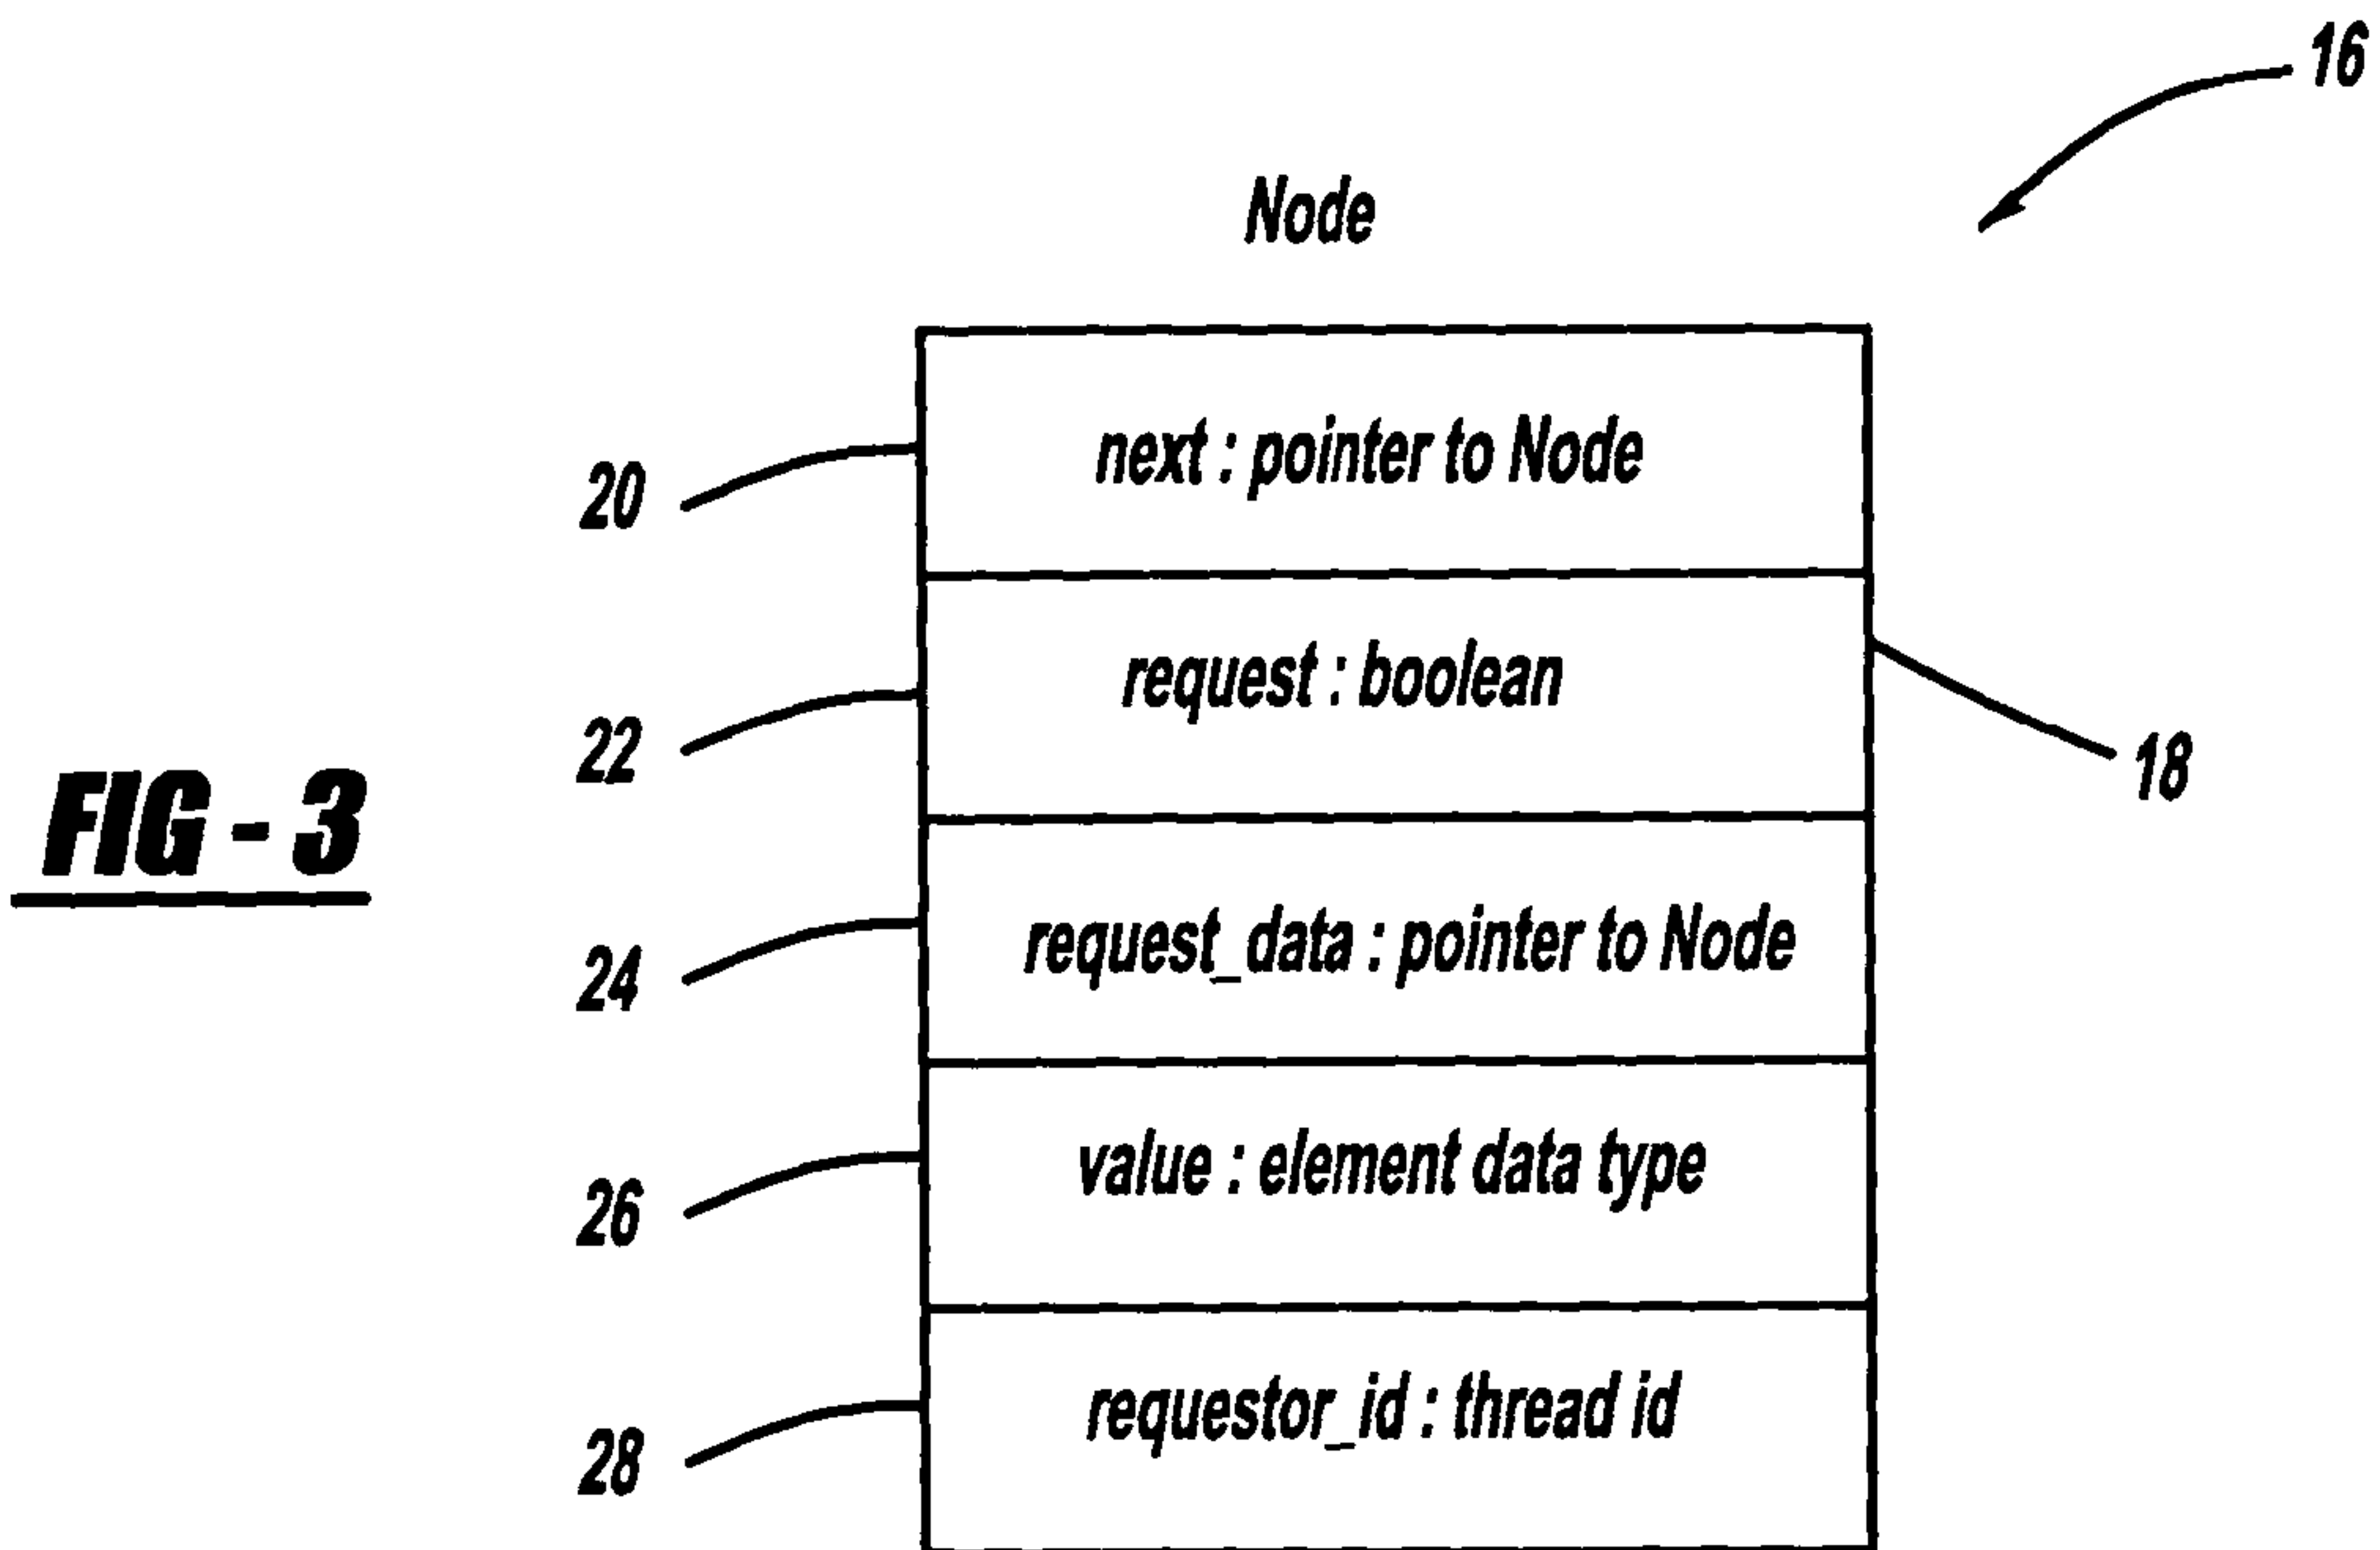 16
Node
next : pointer to Node
20
request : boolean
22
18
FIG - 3
request_data : pointer to Node
24
value : element data type
26
requestor_id : thread id
28